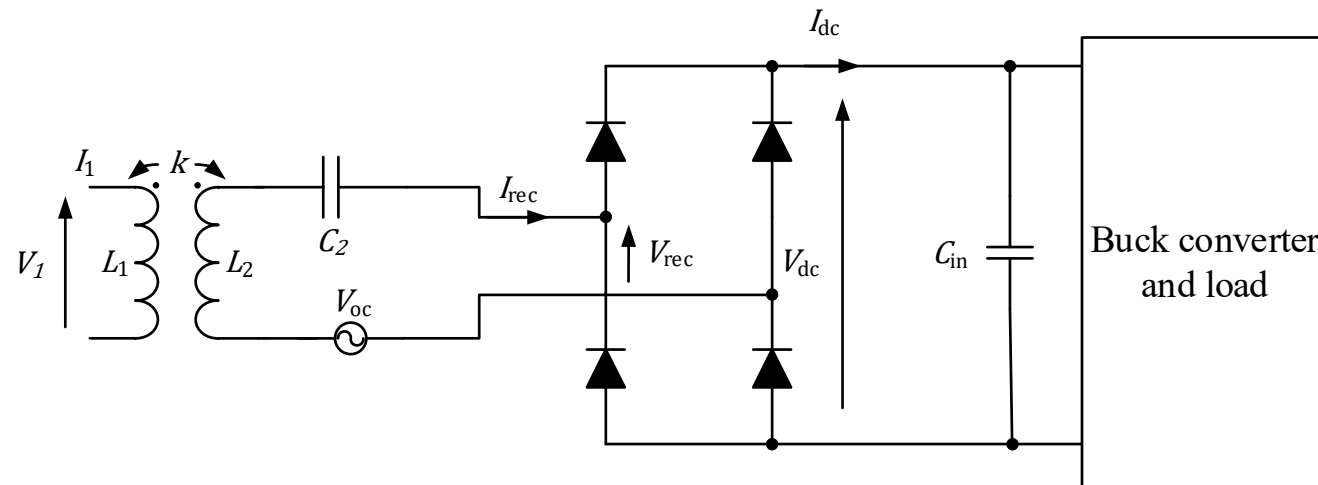 I_dc
I_1
k
C_2
I_rec
V_1
L_1
L_2
V_oc
V_rec
V_dc
C_in
Buck converter
and load